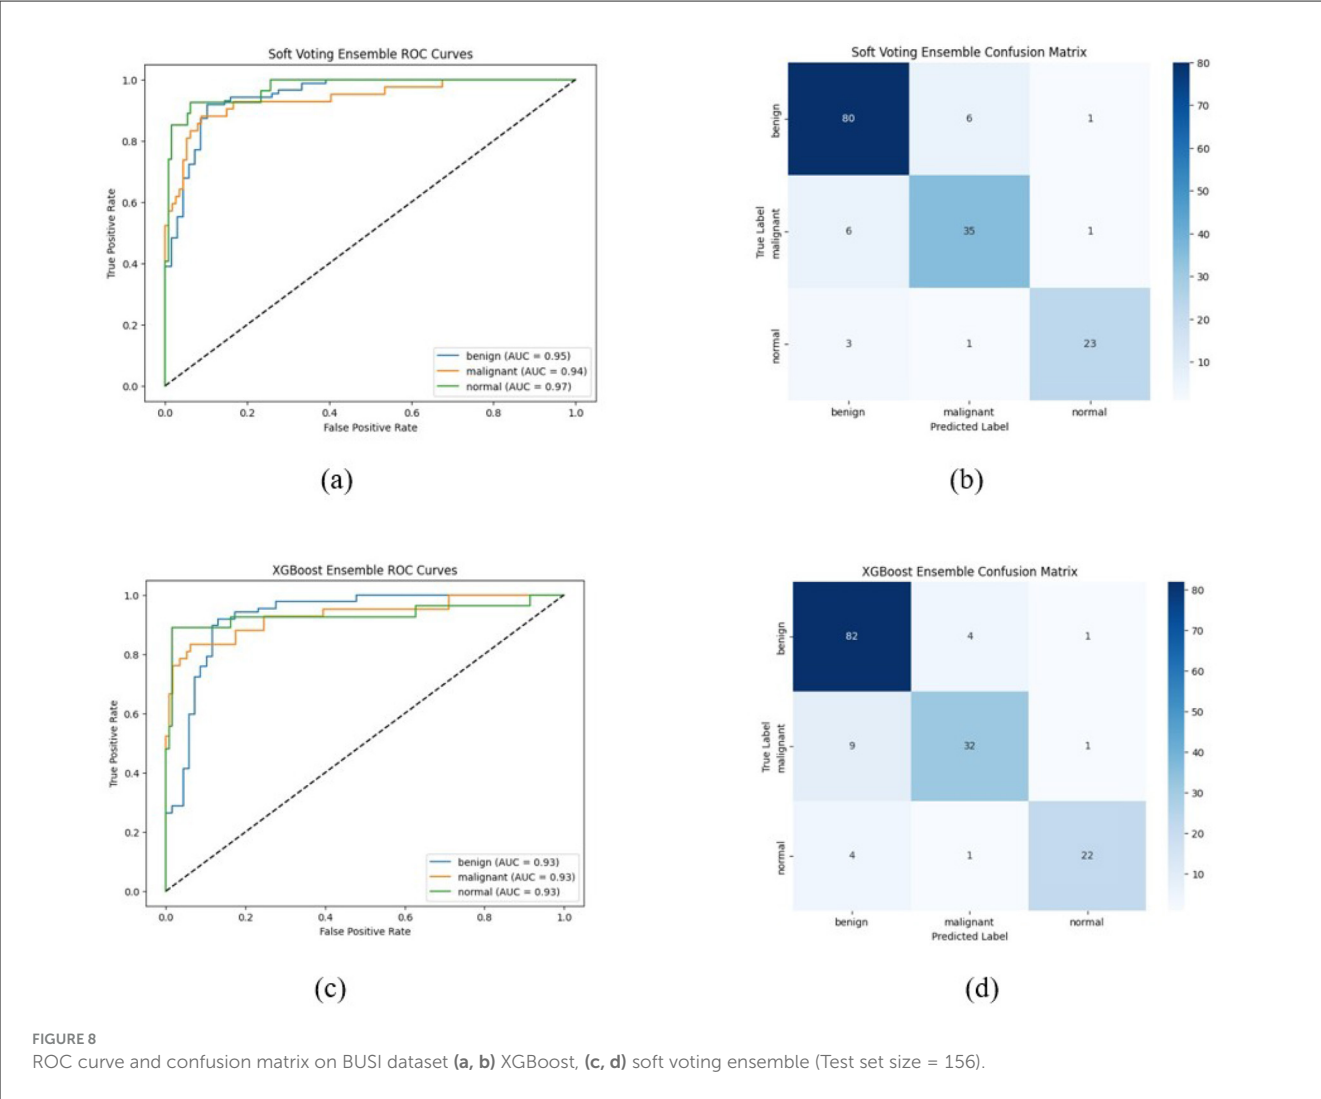 Soft Voting Ensemble ROC Curves
True Positive Rate
1.0
0.8
0.6
0.4
0.2
0.0
benign (AUC = 0.95)
malignant (AUC = 0.94)
normal (AUC = 0.97)
0.0 0.2 0.4 0.6 0.8 1.0
False Positive Rate
(a)
Soft Voting Ensemble Confusion Matrix
True Label
benign 80 6 1
malignant 6 35 1
normal 3 1 23
benign malignant normal
Predicted Label
80
70
60
50
40
30
20
10
(b)
XGBoost Ensemble ROC Curves
True Positive Rate
1.0
0.8
0.6
0.4
0.2
0.0
benign (AUC = 0.93)
malignant (AUC = 0.93)
normal (AUC = 0.93)
0.0 0.2 0.4 0.6 0.8 1.0
False Positive Rate
(c)
XGBoost Ensemble Confusion Matrix
True Label
benign 82 4 1
malignant 9 32 1
normal 4 1 22
benign malignant normal
Predicted Label
80
70
60
50
40
30
20
10
(d)
FIGURE 8
ROC curve and confusion matrix on BUSI dataset (a, b) XGBoost, (c, d) soft voting ensemble (Test set size = 156).